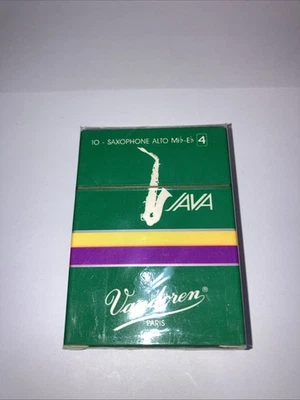 10 - SAXOPHONE ALTO Mi♭-E♭ 4
JAVA
Vandoren®
PARIS